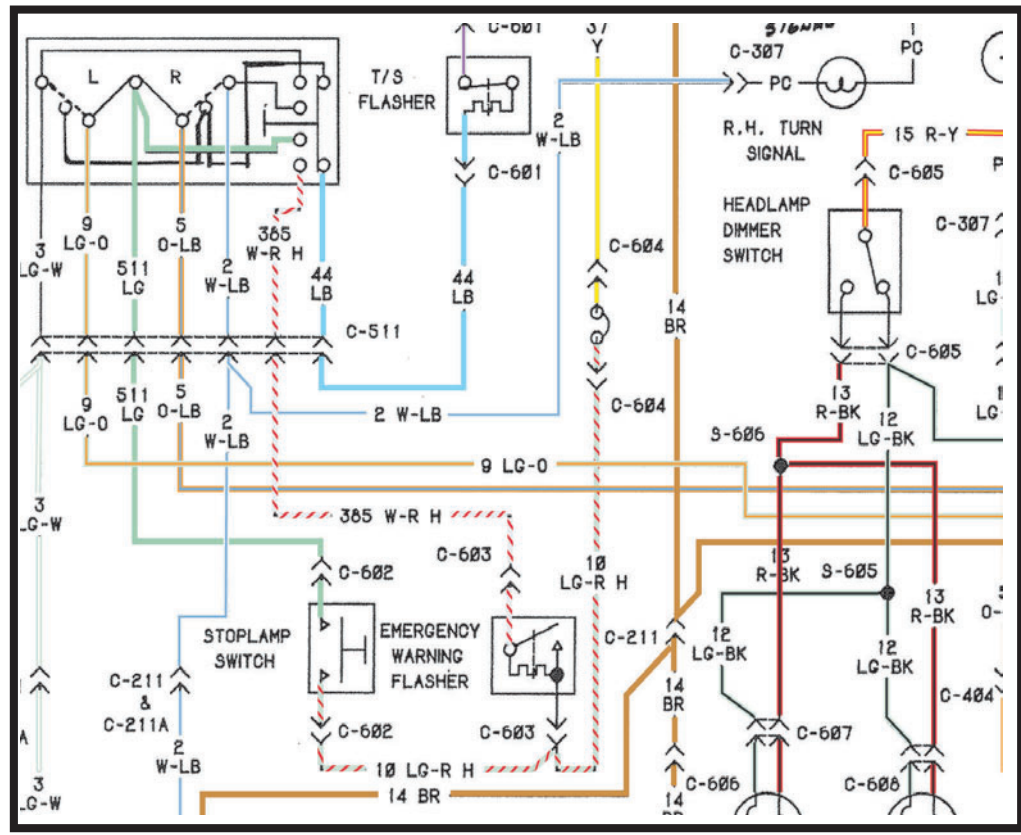 C-601
37
Y
SIGNAL
C-307
PC
L
R
T/S
FLASHER
2
W-LB
PC
R.H. TURN
SIGNAL
15 R-Y
C-601
C-605
HEADLAMP
DIMMER
SWITCH
C-307
3
LG-W
9
LG-O
5
O-LB
385
W-R H
C-604
511
LG
2
W-LB
44
LB
44
LB
14
BR
LG
C-511
C-605
9
LG-O
511
LG
5
O-LB
2
W-LB
2 W-LB
C-604
13
R-BK
12
LG-BK
LG
S-606
9 LG-O
3
LG-W
385 W-R H
C-603
C-602
10
LG-R H
13
R-BK
S-605
13
R-BK
STOPLAMP
SWITCH
EMERGENCY
WARNING
FLASHER
C-211
12
LG-BK
12
LG-BK
O-
C-211
&
C-211A
14
BR
C-404
C-602
C-603
C-607
A
2
W-LB
3
LG-W
10 LG-R H
14 BR
14
BR
C-606
C-608